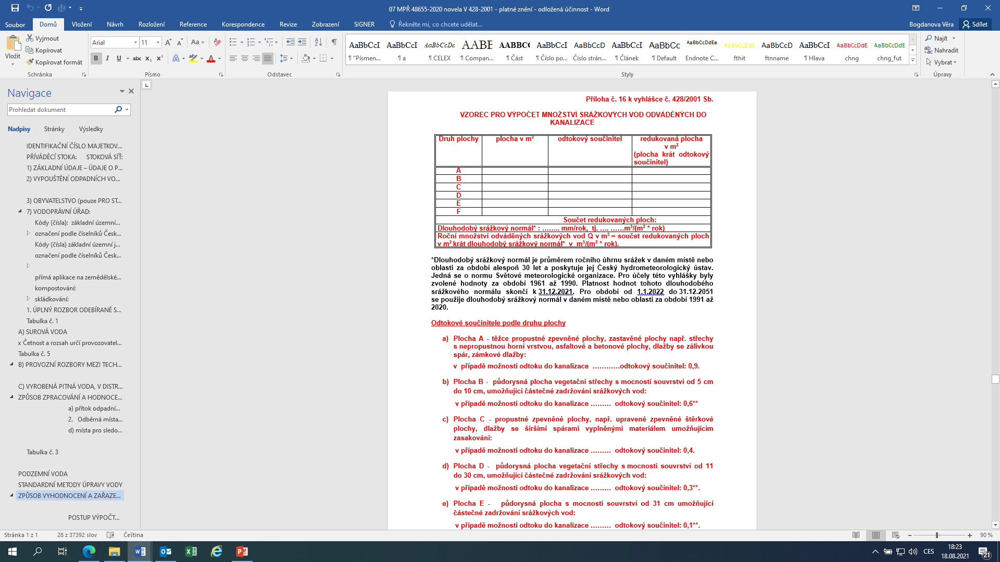 07 MPŘ 48655-2020 novela V 428-2001 - platné znění - odložená účinnost - Word
Soubor Domů Vložení Návrh Rozložení Reference Korespondence Revize Zobrazení SIGNER Řekněte mi, co chcete udělat... Bogdanova Věra Sdílet
Vložit
Vyjmout
Kopírovat
Kopírovat formát
Schránka
Arial 11
Písmo
Odstavec
AaBbCcI AaBbCcI AaBbCcDc AABE AABBC AaBbCcI AaBbCcD AaBbCcI AaBbCc AaBbCcDdEe AaBbCcDdE AaBbCcD AaBbCcI AaBbCcDdE AaBbCcDdE
¶ "Písmen... ¶ a ¶ CELEX ¶ Compan... ¶ Část ¶ Číslo po... Číslo strán... ¶ Článek ¶ Default Endnote C... fthit ftnname ¶ Hlava chng chng_fut
Styly
Najít
Nahradit
Vybrat
Úpravy
Navigace
Prohledat dokument
Nadpisy Stránky Výsledky
IDENTIFIKAČNÍ ČÍSLO MAJETKOV...
PŘÍVÁDĚCÍ STOKA: STOKOVÁ SÍŤ:
1) ZÁKLADNÍ ÚDAJE – ÚDAJE O P...
2) VYPOUŠTĚNÍ ODPADNÍCH VO...
3) OBYVATELSTVO (pouze PRO ST...
7) VODOPRÁVNÍ ÚŘAD:
Kódy (čísla): základní územní...
označení podle číselníků Česk...
Kódy (čísla) základní územní j...
označení podle číselníků Česk...
přímá aplikace na zemědělské...
kompostování:
skládkování:
1. ÚPLNÝ ROZBOR ODEBÍRANÉ S...
Tabulka č. 1
A) SUROVÁ VODA
x Četnost a rozsah určí provozovatel...
Tabulka č. 5
B) PROVOZNÍ ROZBORY MEZI TECH...
C) VYROBENÁ PITNÁ VODA, V DISTR...
ZPŮSOB ZPRACOVÁNÍ A HODNOCE...
a) přítok odpadní...
2. Odběrná místa...
d) místa pro sledo...
Tabulka č. 3
PODZEMNÍ VODA
STANDARDNÍ METODY ÚPRAVY VODY
ZPŮSOB VYHODNOCENÍ A ZAŘAZE...
POSTUP VÝPOČT...
Příloha č. 16 k vyhlášce č. 428/2001 Sb.
VZOREC PRO VÝPOČET MNOŽSTVÍ SRÁŽKOVÝCH VOD ODVÁDĚNÝCH DO
KANALIZACE
Druh plochy plocha v m² odtokový součinitel redukovaná plocha
v m²
(plocha krát odtokový
součinitel)
A
B
C
D
E
F
Součet redukovaných ploch:
Dlouhodobý srážkový normál* : …….. mm/rok, tj. …. ……m³/(m² * rok)
Roční množství odváděných srážkových vod Q v m³ = součet redukovaných ploch
v m² krát dlouhodobý srážkový normál* v m³/(m² * rok).
*Dlouhodobý srážkový normál je průměrem ročního úhrnu srážek v daném místě nebo
oblasti za období alespoň 30 let a poskytuje jej Český hydrometeorologický ústav.
Jedná se o normu Světové meteorologické organizace. Pro účely této vyhlášky byly
zvolené hodnoty za období 1961 až 1990. Platnost hodnot tohoto dlouhodobého
srážkového normálu skončí k 31.12.2021. Pro období od 1.1.2022 do 31.12.2051
se použije dlouhodobý srážkový normál v daném místě nebo oblasti za období 1991 až
2020.
Odtokové součinitele podle druhu plochy
a) Plocha A - těžce propustné zpevněné plochy, zastavěné plochy např. střechy
s nepropustnou horní vrstvou, asfaltové a betonové plochy, dlažby se zálivkou
spár, zámkové dlažby:
v případě možnosti odtoku do kanalizace …………odtokový součinitel: 0,9.
b) Plocha B - půdorysná plocha vegetační střechy s mocností souvrství od 5 cm
do 10 cm, umožňující částečné zadržování srážkových vod:
v případě možnosti odtoku do kanalizace ……… odtokový součinitel: 0,6**
c) Plocha C - propustné zpevněné plochy, např. upravené zpevněné štěrkové
plochy, dlažby se širšími spárami vyplněnými materiálem umožňujícím
zasakování:
v případě možnosti odtoku do kanalizace ……… odtokový součinitel: 0,4.
d) Plocha D - půdorysná plocha vegetační střechy s mocností souvrství od 11
do 30 cm, umožňující částečné zadržování srážkových vod:
v případě možnosti odtoku do kanalizace ……… odtokový součinitel: 0,3**.
e) Plocha E - půdorysná plocha s mocností souvrství od 31 cm umožňující
částečné zadržování srážkových vod:
v případě možnosti odtoku do kanalizace ……… odtokový součinitel: 0,1**.
Stránka 1 z 1 28 z 37392 slov Čeština 90 %
CES 18:23
18.08.2021
21